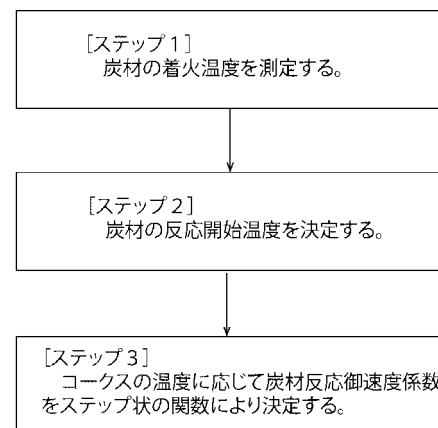 [ステップ1]
炭材の着火温度を測定する。
[ステップ2]
炭材の反応開始温度を決定する。
[ステップ3]
コークスの温度に応じて炭材反応御速度係数
をステップ状の関数により決定する。